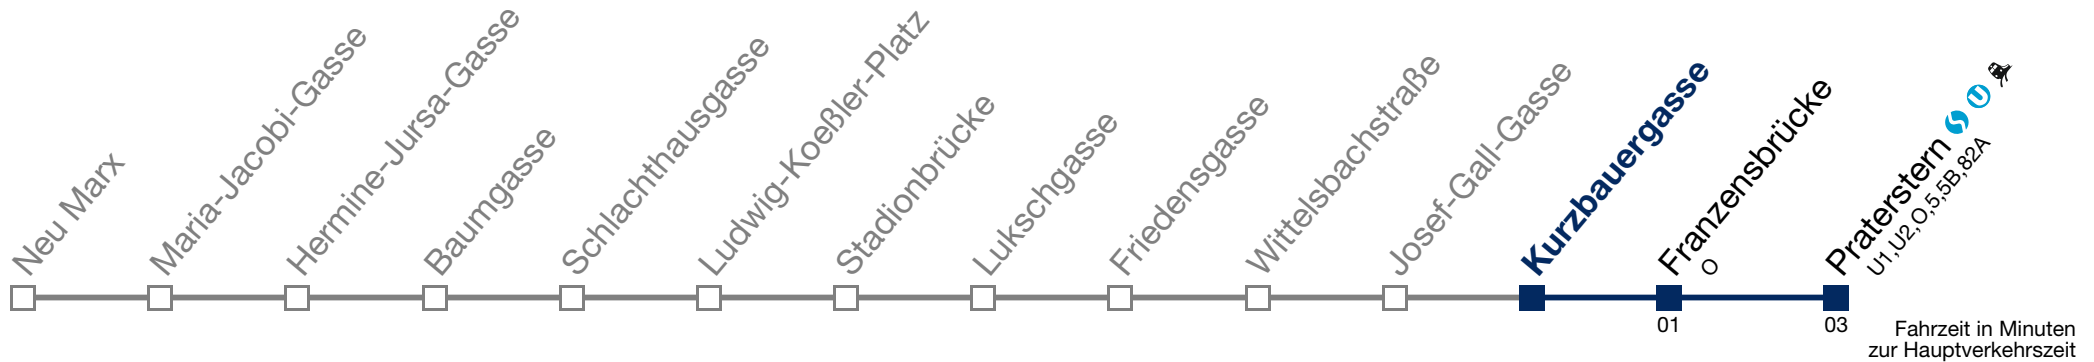 Neu Marx
Maria-Jacobi-Gasse
Hermine-Jursa-Gasse
Baumgasse
Schlachthausgasse
Ludwig-Koeßler-Platz
Stadionbrücke
Lukschgasse
Friedensgasse
Wittelsbachstraße
Josef-Gall-Gasse
Kurzbauergasse
Franzensbrücke
O
Praterstern S U
U1,U2,O,5,5B,82A
01
03
Fahrzeit in Minuten
zur Hauptverkehrszeit